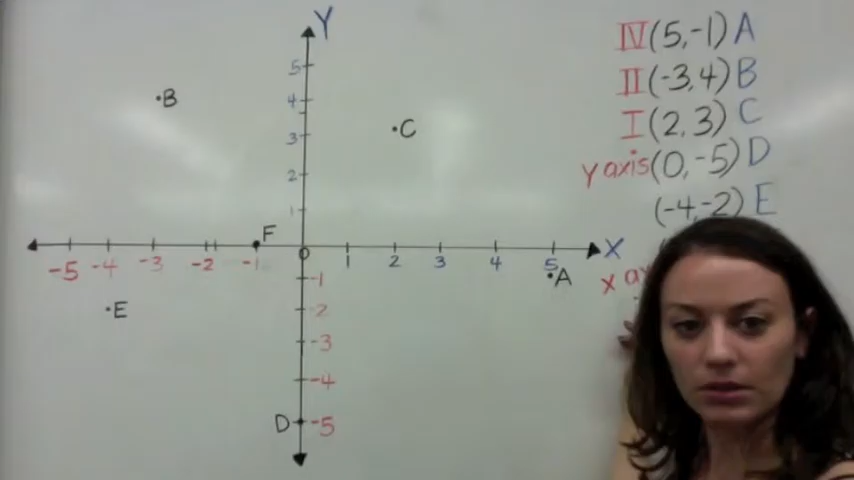 Y
5
4
3
2
1
B
C
F
-5 -4 -3 -2 -1 0 1 2 3 4 5 X
A
E
-1
-2
-3
-4
D -5
IV (5,-1) A
II (-3,4) B
I (2,3) C
y axis (0,-5) D
(-4,-2) E
x